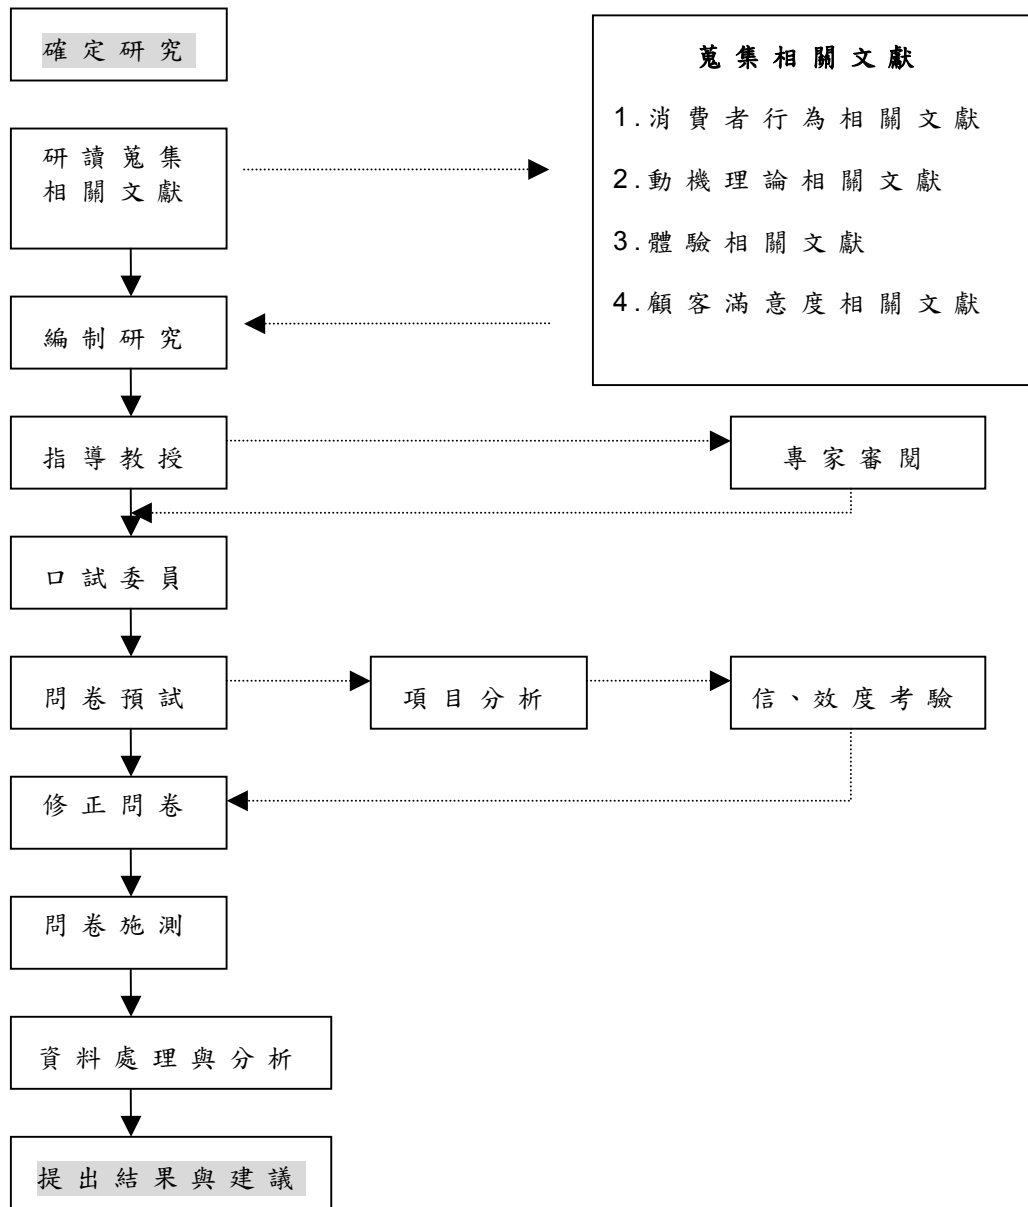 確定研究
研讀蒐集
相關文獻
蒐集相關文獻
1.消費者行為相關文獻
2.動機理論相關文獻
3.體驗相關文獻
4.顧客滿意度相關文獻
編制研究
指導教授
專家審閱
口試委員
問卷預試
項目分析
信、效度考驗
修正問卷
問卷施測
資料處理與分析
提出結果與建議